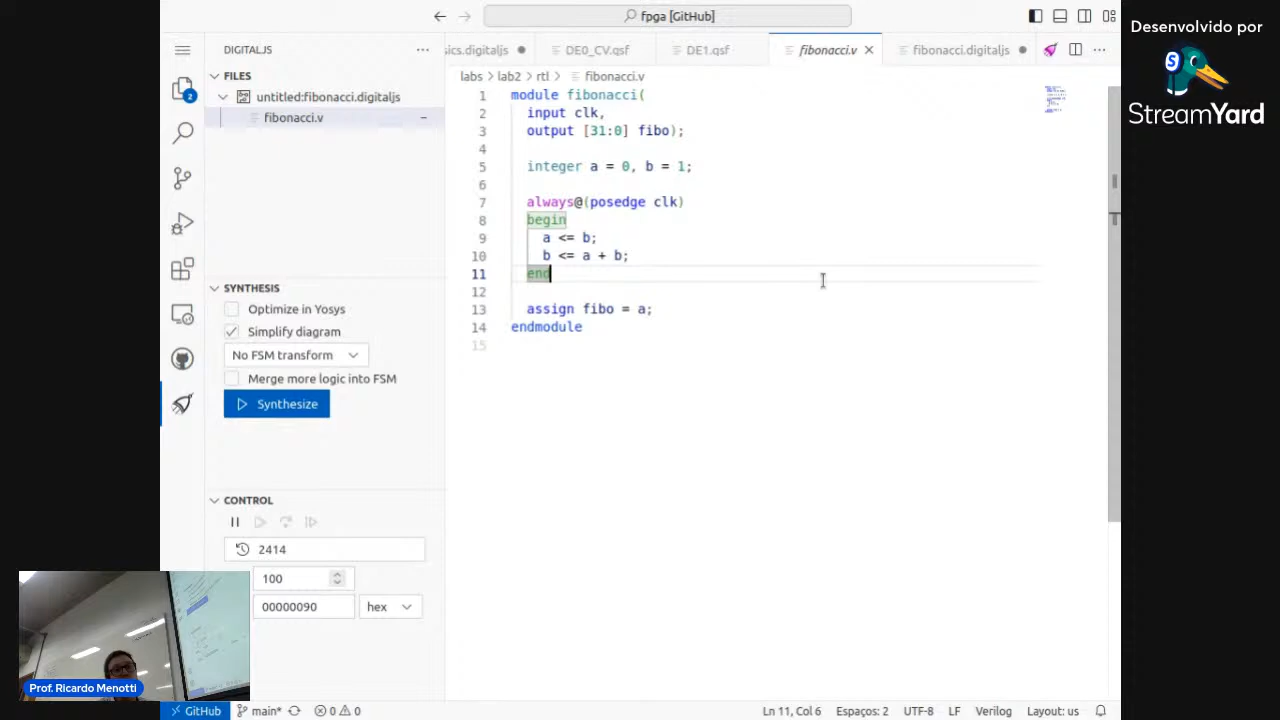 fpga [GitHub]
Desenvolvido por
StreamYard
DIGITALJS
sics.digitaljs
DE0_CV.qsf
DE1.qsf
fibonacci.v
fibonacci.digitaljs
FILES
untitled:fibonacci.digitaljs
fibonacci.v
2
labs > lab2 > rtl > fibonacci.v
1 module fibonacci(
2 input clk,
3 output [31:0] fibo);
4
5 integer a = 0, b = 1;
6
7 always@(posedge clk)
8 begin
9 a <= b;
10 b <= a + b;
11 end
12
13 assign fibo = a;
14 endmodule
15
SYNTHESIS
Optimize in Yosys
Simplify diagram
No FSM transform
Merge more logic into FSM
Synthesize
CONTROL
2414
100
00000090 hex
Prof. Ricardo Menotti
GitHub main* 0 0 Ln 11, Col 6 Espaços: 2 UTF-8 LF Verilog Layout: us